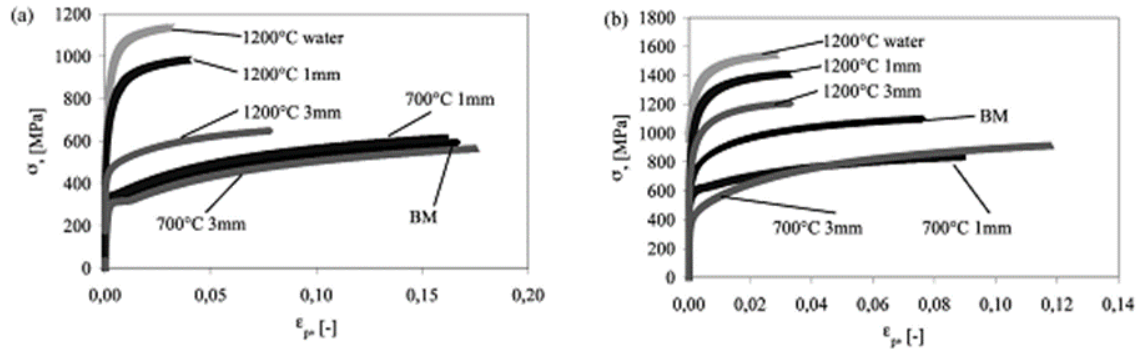 (a)
1200
1000
800
600
400
200
0
σ, [MPa]
1200°C water
1200°C 1mm
1200°C 3mm
700°C 1mm
700°C 3mm
BM
0,00 0,05 0,10 0,15 0,20
εp, [-]
(b)
1800
1600
1400
1200
1000
800
600
400
200
0
σ, [MPa]
1200°C water
1200°C 1mm
1200°C 3mm
BM
700°C 3mm
700°C 1mm
0,00 0,02 0,04 0,06 0,08 0,10 0,12 0,14
εp, [-]